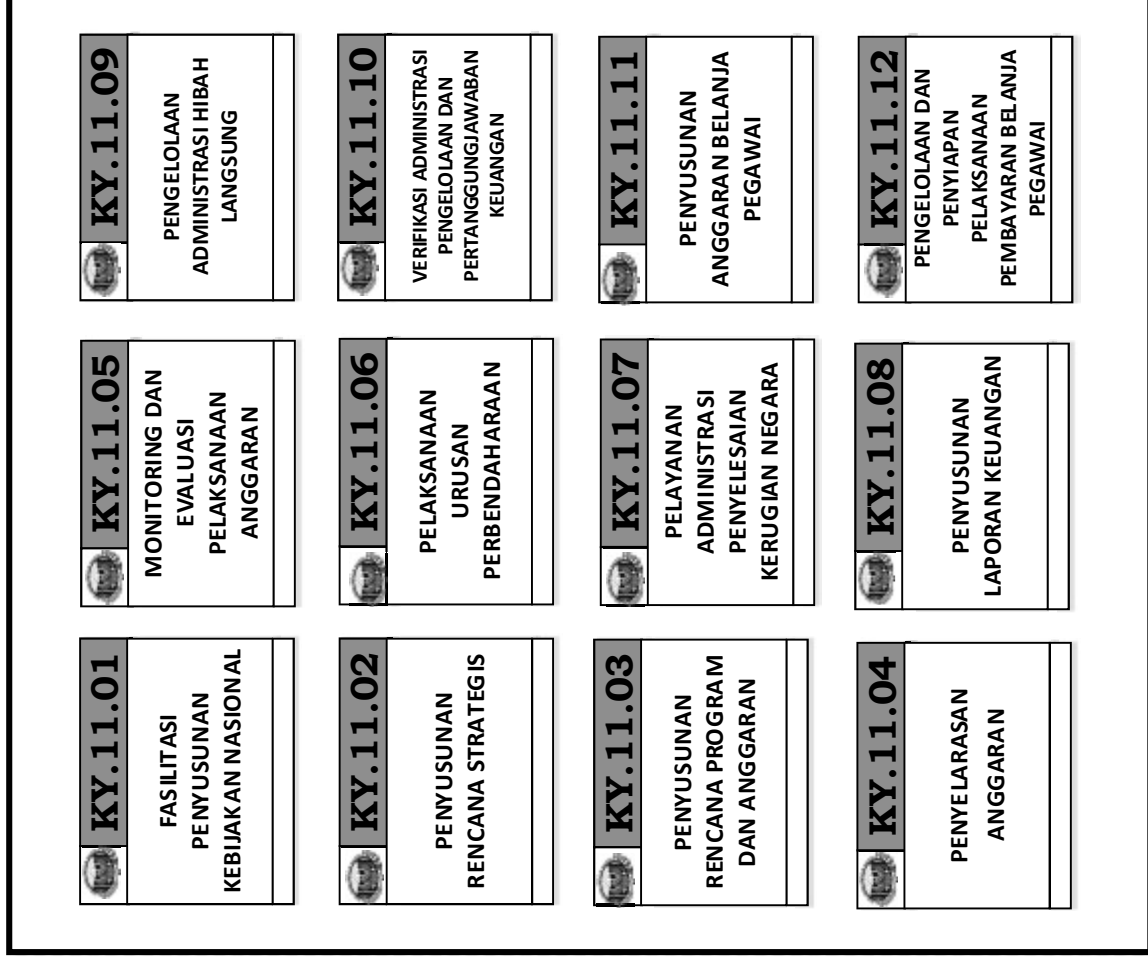 KY.11.01
FASILITASI
PENYUSUNAN
KEBIJAKAN NASIONAL
KY.11.02
PENYUSUNAN
RENCANA STRATEGIS
KY.11.03
PENYUSUNAN
RENCANA PROGRAM
DAN ANGGARAN
KY.11.04
PENYELARASAN
ANGGARAN
KY.11.05
MONITORING DAN
EVALUASI
PELAKSANAAN
ANGGARAN
KY.11.06
PELAKSANAAN
URUSAN
PERBENDAHARAAN
KY.11.07
PELAYANAN
ADMINISTRASI
PENYELESAIAN
KERUGIAN NEGARA
KY.11.08
PENYUSUNAN
LAPORAN KEUANGAN
KY.11.09
PENGELOLAAN
ADMINISTRASI HIBAH
LANGSUNG
KY.11.10
VERIFIKASI ADMINISTRASI
PENGELOLAAN DAN
PERTANGGUNGJAWABAN
KEUANGAN
KY.11.11
PENYUSUNAN
ANGGARAN BELANJA
PEGAWAI
KY.11.12
PENGELOLAAN DAN
PENYIAPAN
PELAKSANAAN
PEMBAYARAN BELANJA
PEGAWAI